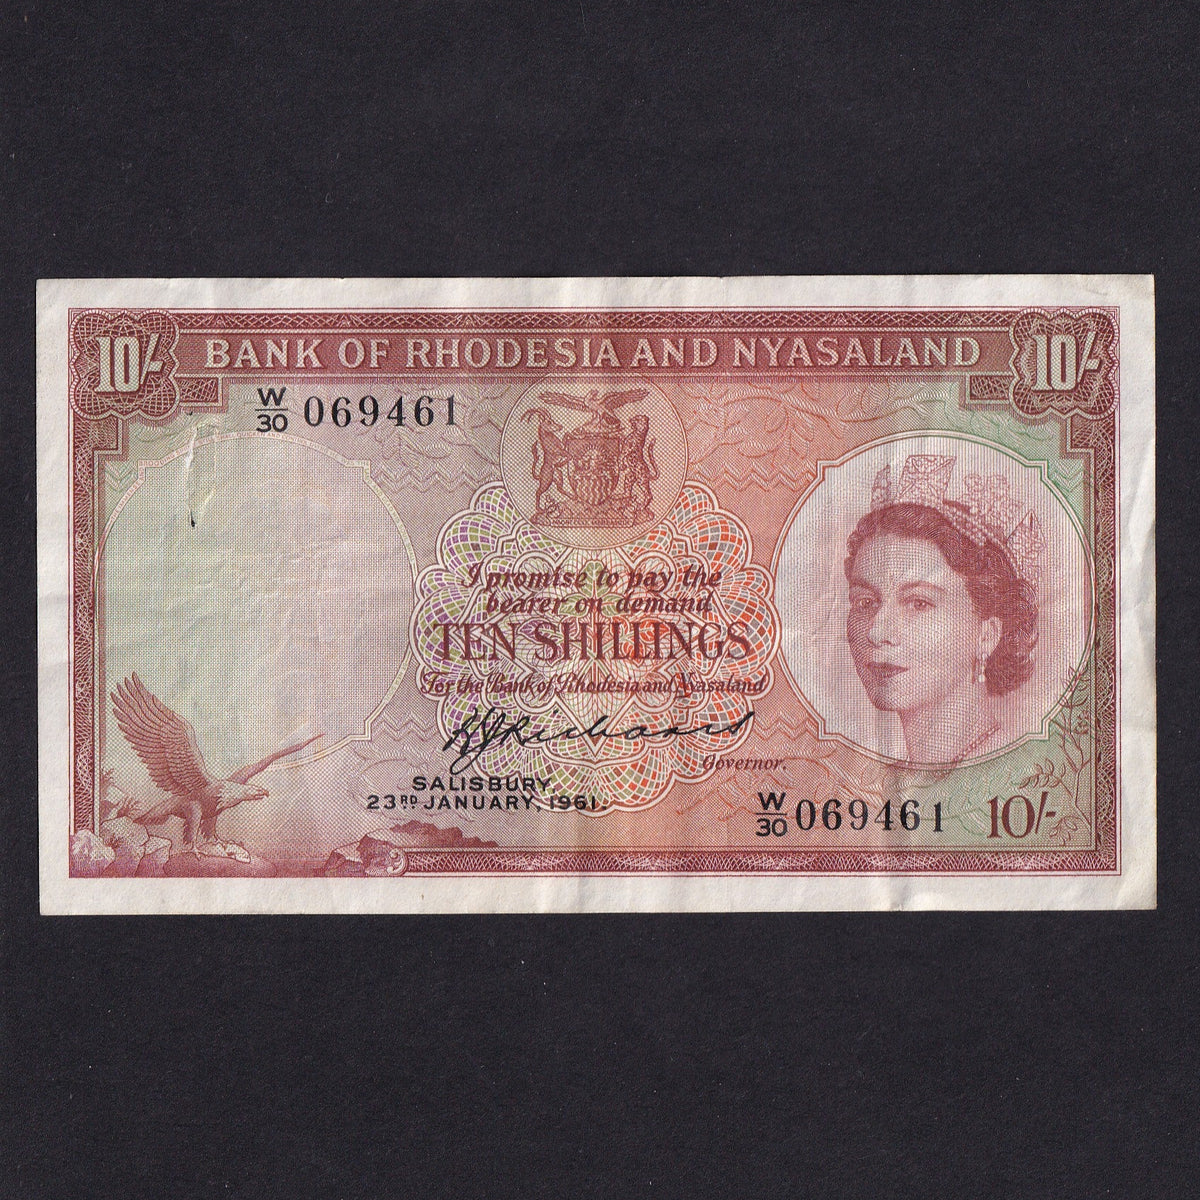 10/- BANK OF RHODESIA AND NYASALAND 10/-
W/30 069461
I promise to pay the
bearer on demand
TEN SHILLINGS
For the Bank of Rhodesia and Nyasaland
Richards
Governor.
SALISBURY,
23RD JANUARY, 1961.
W/30 069461 10/-